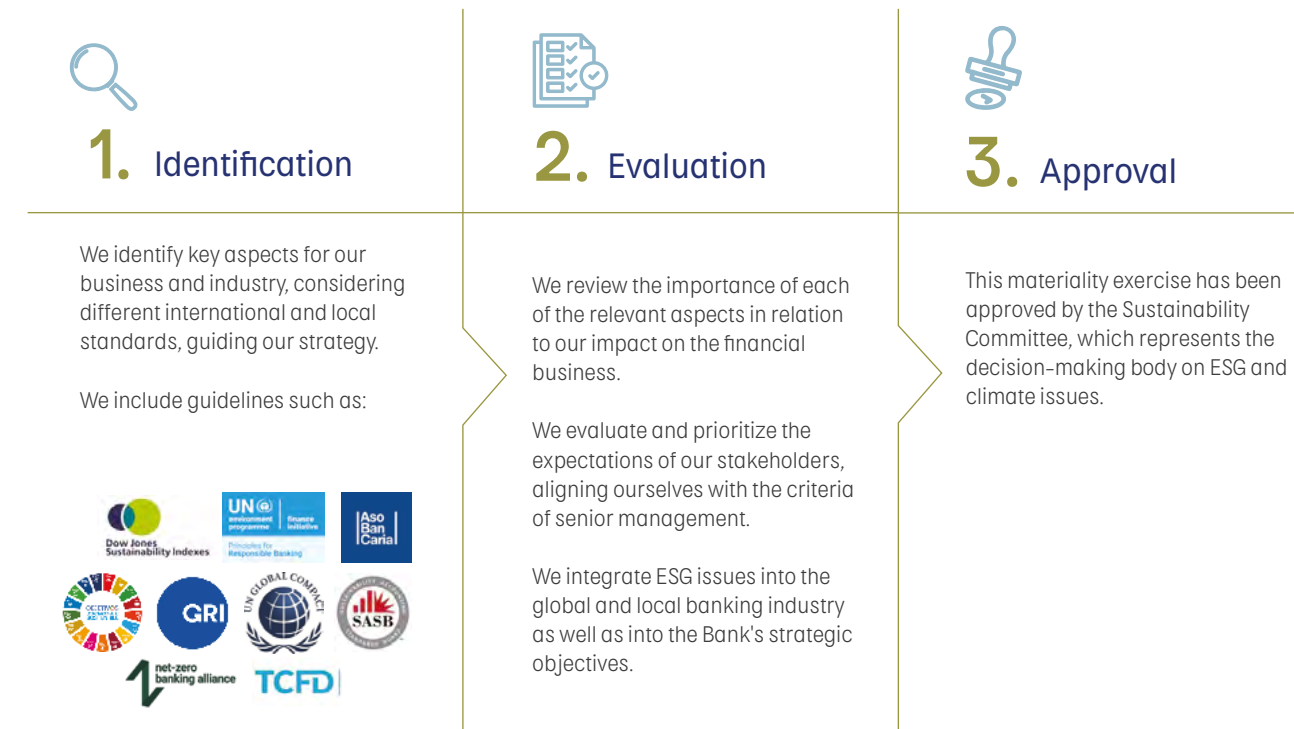 1. Identification
We identify key aspects for our
business and industry, considering
different international and local
standards, guiding our strategy.
We include guidelines such as:
Dow Jones
Sustainability Indexes
UN
environment
programme
finance
initiative
Principles for
Responsible Banking
Aso
Ban
Caria
OBJETIVOS
GRI
UN GLOBAL COMPACT
SASB
net-zero
banking alliance
TCFD
2. Evaluation
We review the importance of each
of the relevant aspects in relation
to our impact on the financial
business.
We evaluate and prioritize the
expectations of our stakeholders,
aligning ourselves with the criteria
of senior management.
We integrate ESG issues into the
global and local banking industry
as well as into the Bank's strategic
objectives.
3. Approval
This materiality exercise has been
approved by the Sustainability
Committee, which represents the
decision-making body on ESG and
climate issues.